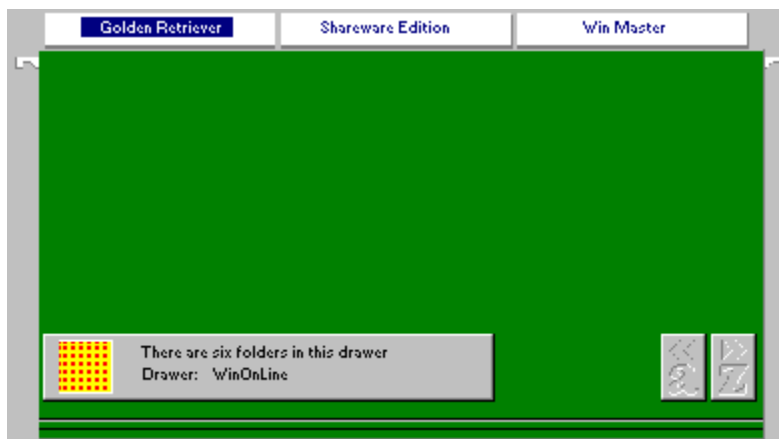 Golden Retriever
Shareware Edition
Win Master
There are six folders in this drawer
Drawer: WinOnLine
a Z